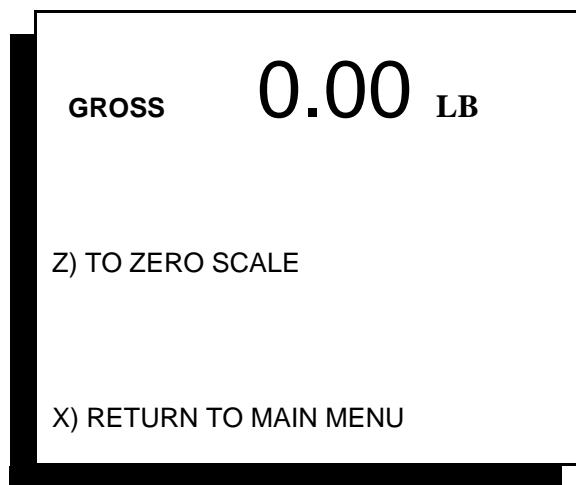 GROSS 0.00 LB
Z) TO ZERO SCALE
X) RETURN TO MAIN MENU